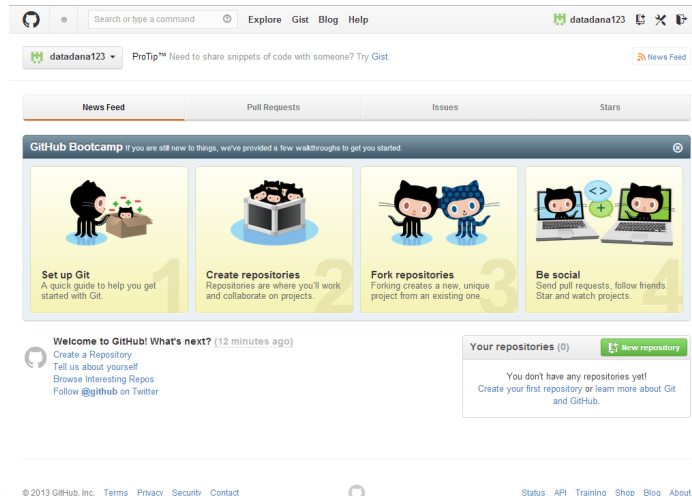 Search or type a command
Explore Gist Blog Help
datadana123
datadana123
ProTip™ Need to share snippets of code with someone? Try Gist.
News Feed
News Feed
Pull Requests
Issues
Stars
GitHub Bootcamp If you are still new to things, we've provided a few walkthroughs to get you started.
1
Set up Git
A quick guide to help you get
started with Git.
2
Create repositories
Repositories are where you'll work
and collaborate on projects.
3
Fork repositories
Forking creates a new, unique
project from an existing one.
4
Be social
Send pull requests, follow friends.
Star and watch projects.
Welcome to GitHub! What's next? (12 minutes ago)
Create a Repository
Tell us about yourself
Browse Interesting Repos
Follow @github on Twitter
Your repositories (0)
New repository
You don't have any repositories yet!
Create your first repository or learn more about Git
and GitHub.
© 2013 GitHub, Inc. Terms Privacy Security Contact
Status API Training Shop Blog About